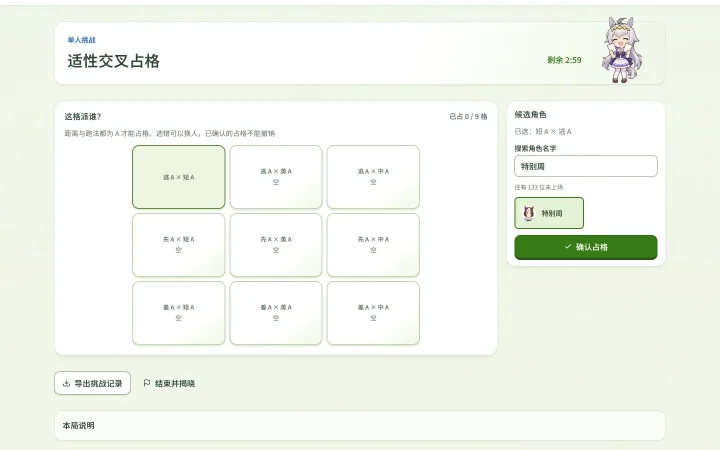 单人挑战
适性交叉占格
剩余 2:59
这格派谁？
已占 0 / 9 格
距离与跑法都为 A 才能占格。选错可以换人，已确认的占格不能撤销
逃 A × 短 A
逃 A × 英 A
空
逃 A × 中 A
空
先 A × 短 A
空
先 A × 英 A
空
先 A × 中 A
空
差 A × 短 A
空
差 A × 英 A
空
差 A × 中 A
空
候选角色
已选：短 A × 逃 A
搜索角色名字
特别周
还有 133 位未上场
特别周
确认占格
导出挑战记录
结束并揭晓
本局说明